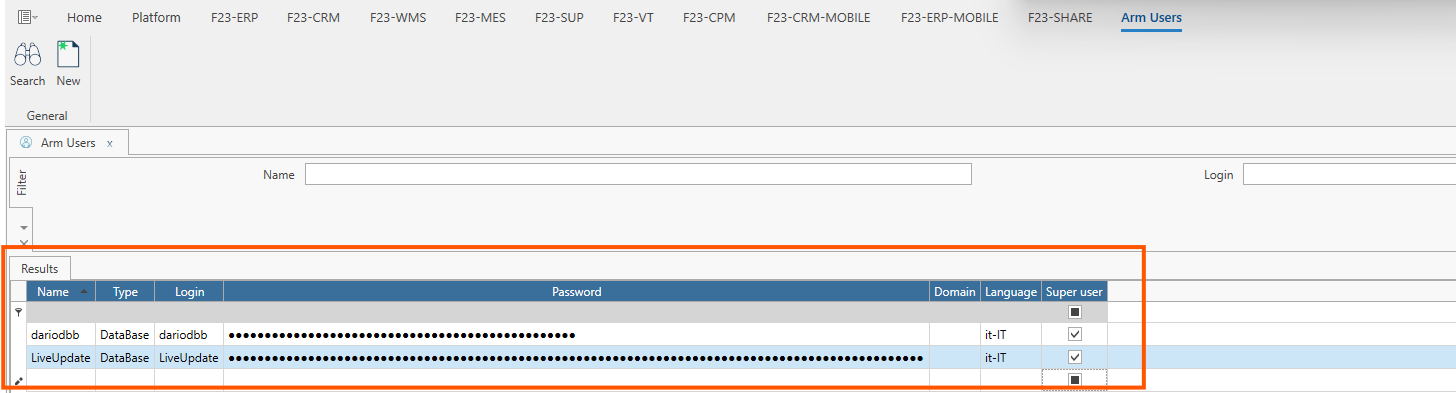 Home Platform F23-ERP F23-CRM F23-WMS F23-MES F23-SUP F23-VT F23-CPM F23-CRM-MOBILE F23-ERP-MOBILE F23-SHARE Arm Users
Search New
General
Arm Users x
Filter
Name
Login
Results
Name Type Login Password Domain Language Super user
dariodbb DataBase dariodbb ●●●●●●●●●●●●●●●●●●●●●●●●●●●●●●●●●●●●●●●●●●●●●●●● it-IT
LiveUpdate DataBase LiveUpdate ●●●●●●●●●●●●●●●●●●●●●●●●●●●●●●●●●●●●●●●●●●●●●●●●●●●●●●●●●●●●●●●●●●●●●●●●●●●●●●●●●●●●●●●●●●●●●●●● it-IT